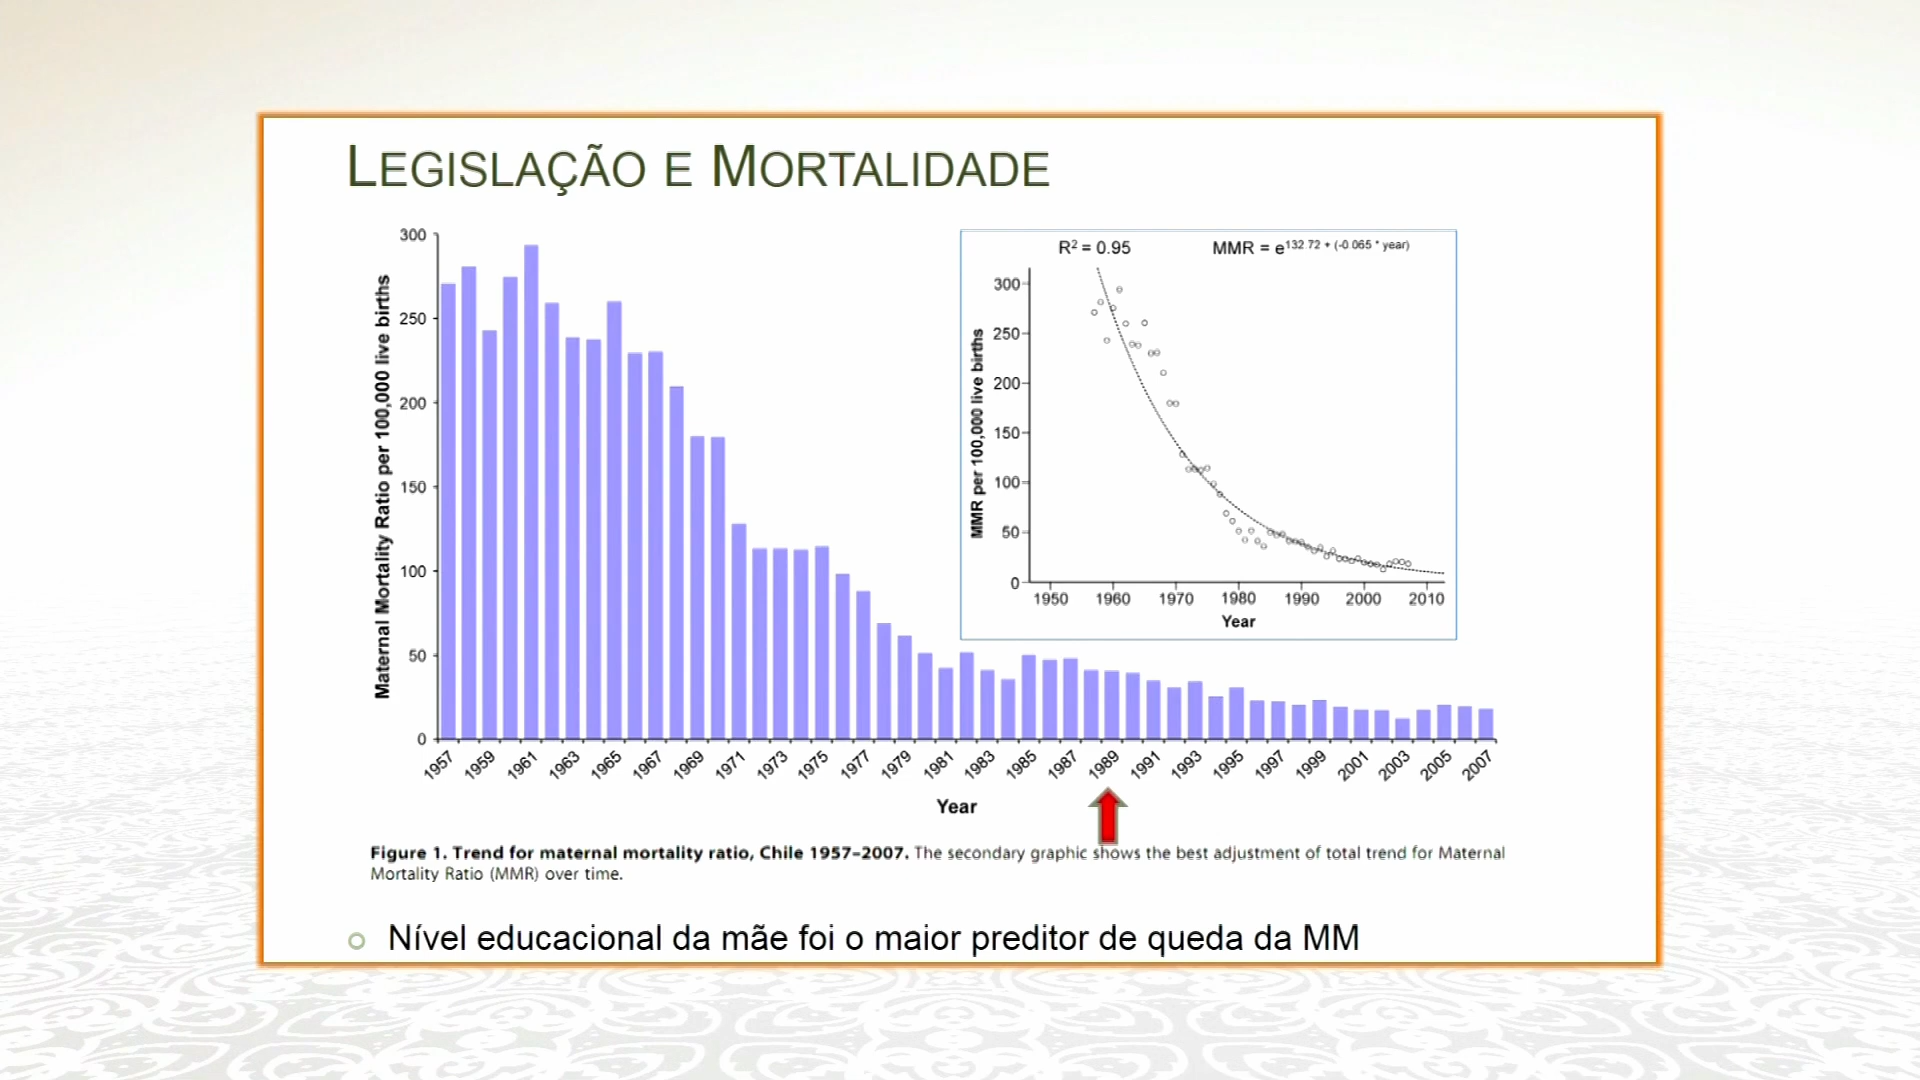 LEGISLAÇÃO E MORTALIDADE
300
250
200
150
100
50
0
Maternal Mortality Ratio per 100,000 live births
1957 1959 1961 1963 1965 1967 1969 1971 1973 1975 1977 1979 1981 1983 1985 1987 1989 1991 1993 1995 1997 1999 2001 2003 2005 2007
Year
R² = 0.95 MMR = e^132.72 + (-0.065 * year)
300
250
200
150
100
50
0
MMR per 100,000 live births
1950 1960 1970 1980 1990 2000 2010
Year
Figure 1. Trend for maternal mortality ratio, Chile 1957–2007. The secondary graphic shows the best adjustment of total trend for Maternal
Mortality Ratio (MMR) over time.
Nível educacional da mãe foi o maior preditor de queda da MM